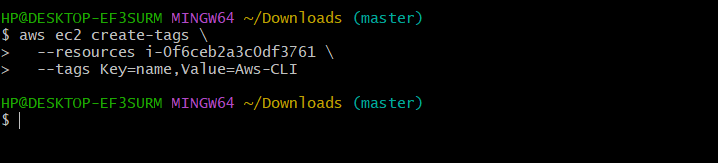 HP@DESKTOP-EF3SURM MINGW64 ~/Downloads (master)
$ aws ec2 create-tags \
>   --resources i-0f6ceb2a3c0df3761 \
>   --tags Key=name,Value=Aws-CLI
HP@DESKTOP-EF3SURM MINGW64 ~/Downloads (master)
$